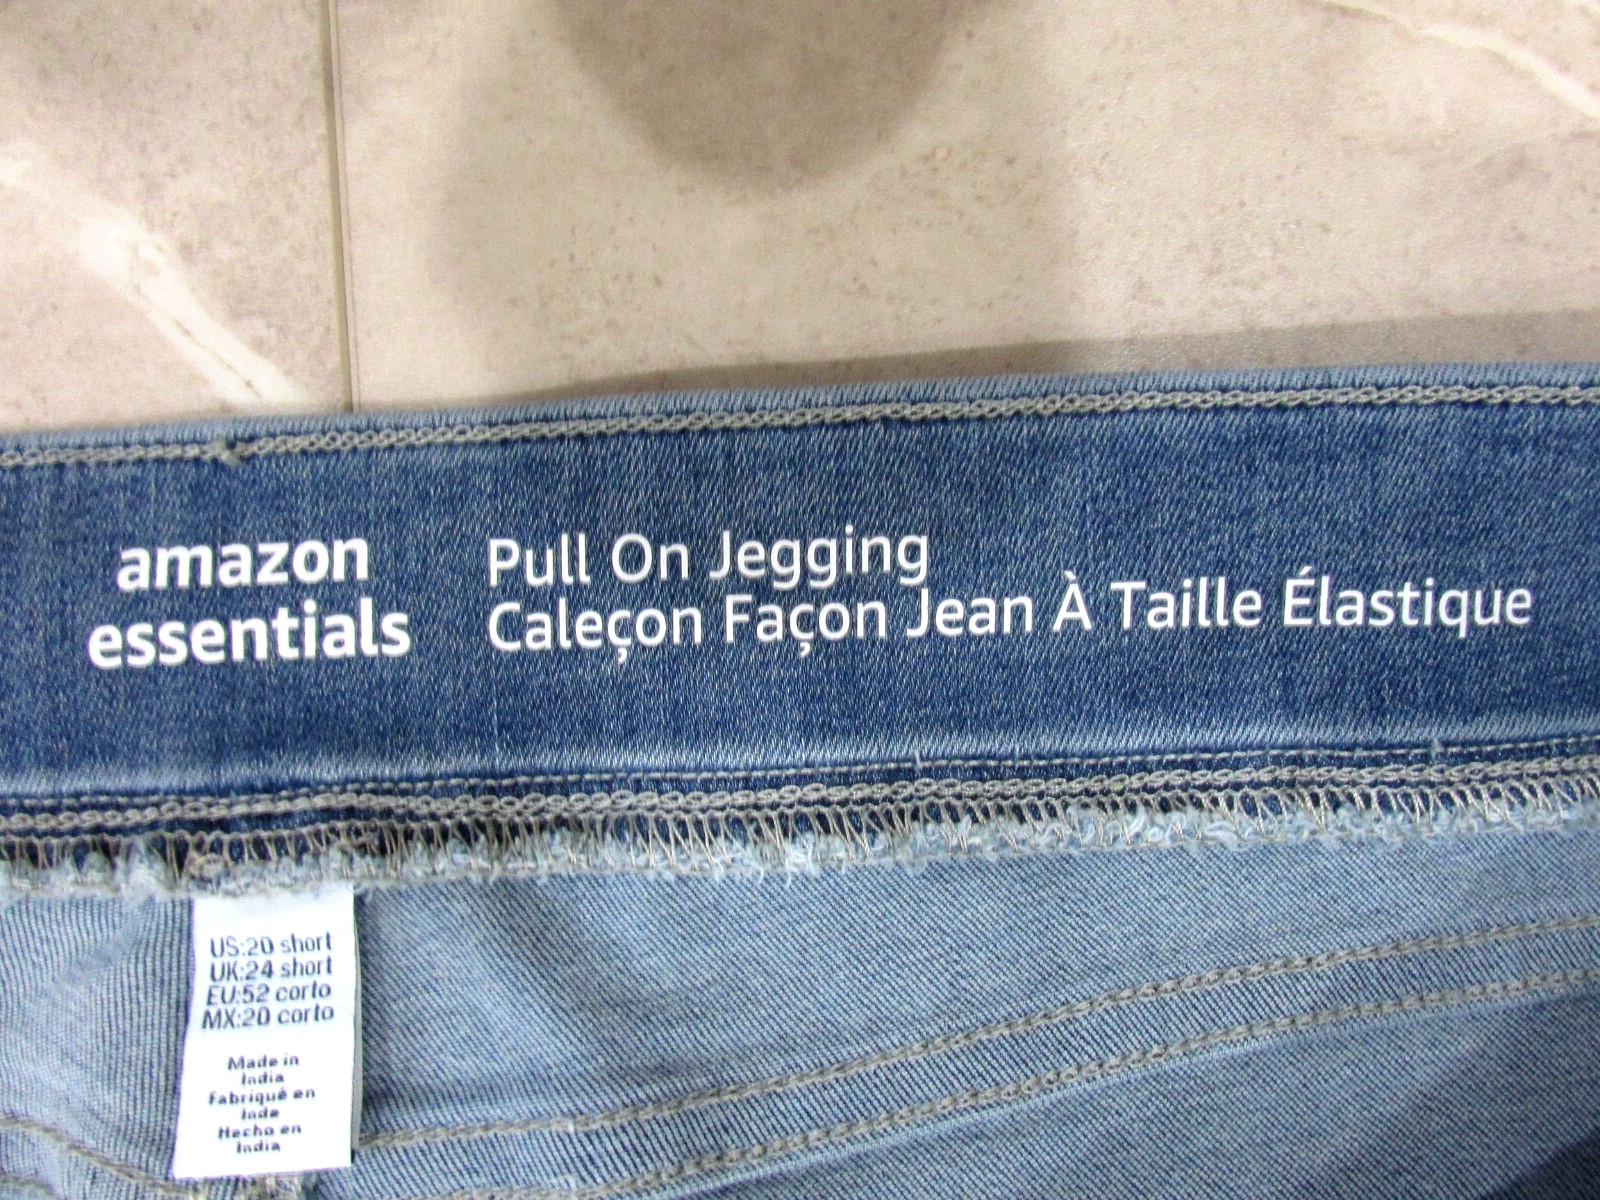 amazon
essentials
Pull On Jegging
Caleçon Façon Jean À Taille Élastique
US:20 short
UK:24 short
EU:52 corto
MX:20 corto
Made in
India
Fabriqué en
Inde
Hecho en
India